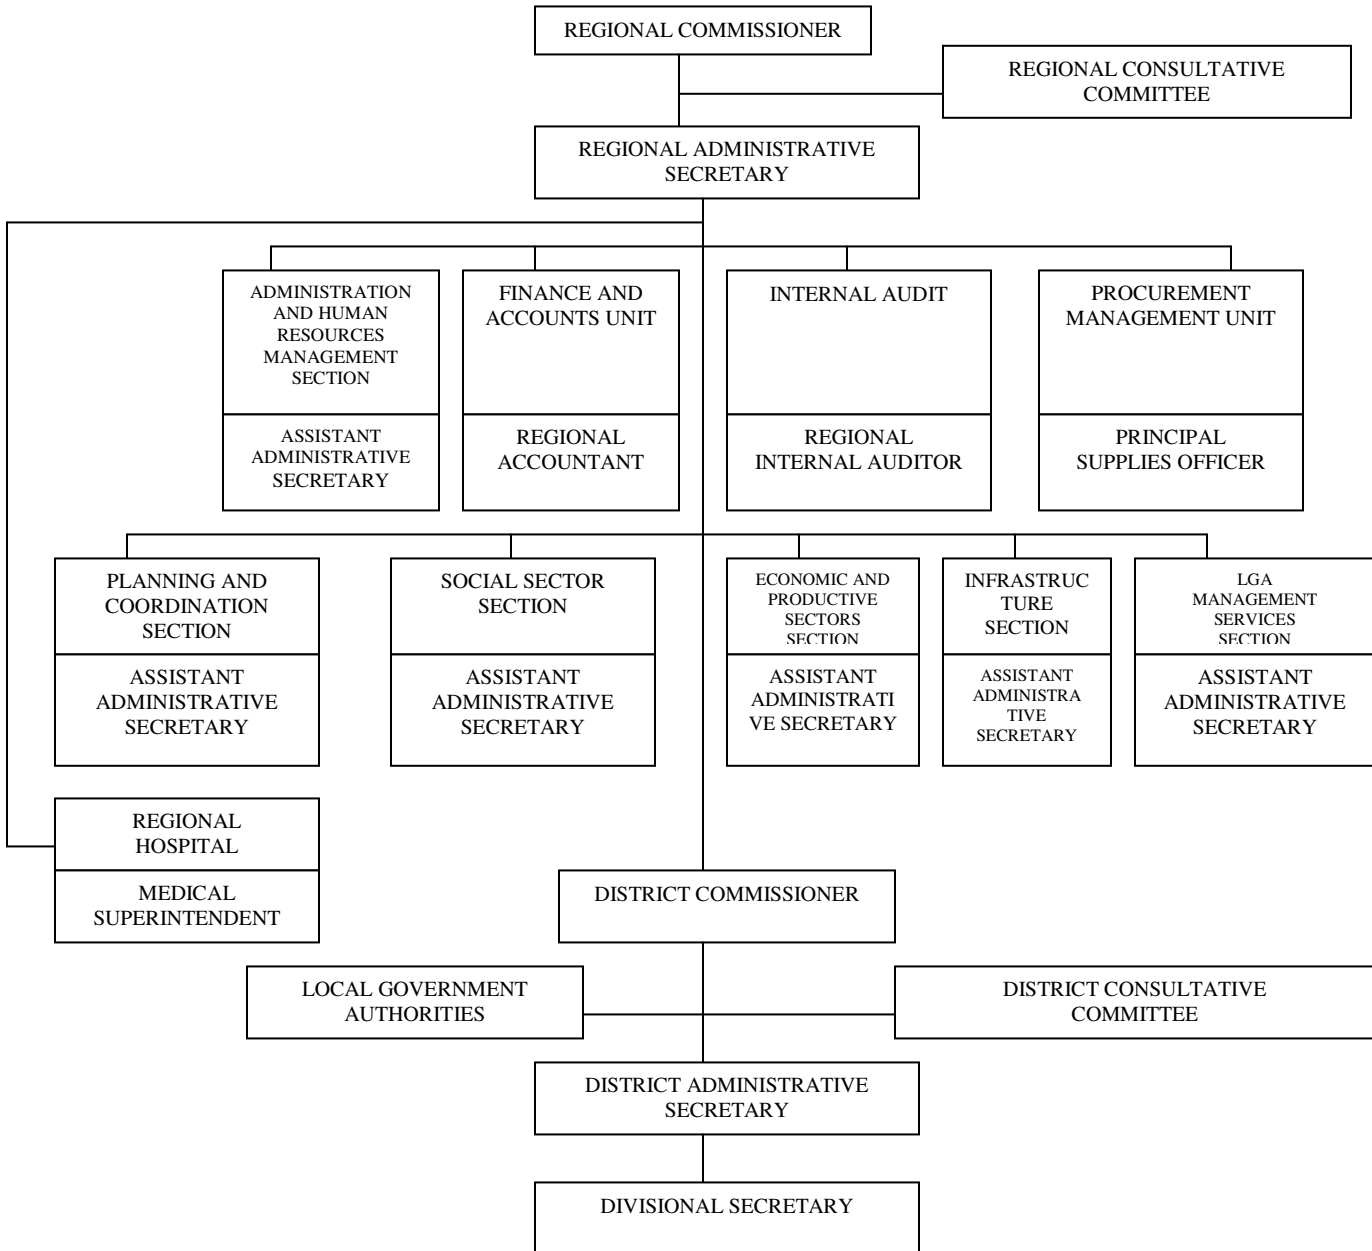 REGIONAL COMMISSIONER
REGIONAL CONSULTATIVE
COMMITTEE
REGIONAL ADMINISTRATIVE
SECRETARY
ADMINISTRATION
AND HUMAN
RESOURCES
MANAGEMENT
SECTION
ASSISTANT
ADMINISTRATIVE
SECRETARY
FINANCE AND
ACCOUNTS UNIT
REGIONAL
ACCOUNTANT
INTERNAL AUDIT
REGIONAL
INTERNAL AUDITOR
PROCUREMENT
MANAGEMENT UNIT
PRINCIPAL
SUPPLIES OFFICER
PLANNING AND
COORDINATION
SECTION
ASSISTANT
ADMINISTRATIVE
SECRETARY
SOCIAL SECTOR
SECTION
ASSISTANT
ADMINISTRATIVE
SECRETARY
ECONOMIC AND
PRODUCTIVE
SECTORS
SECTION
ASSISTANT
ADMINISTRATI
VE SECRETARY
INFRASTRUC
TURE
SECTION
ASSISTANT
ADMINISTRA
TIVE
SECRETARY
LGA
MANAGEMENT
SERVICES
SECTION
ASSISTANT
ADMINISTRATIVE
SECRETARY
REGIONAL
HOSPITAL
MEDICAL
SUPERINTENDENT
DISTRICT COMMISSIONER
LOCAL GOVERNMENT
AUTHORITIES
DISTRICT CONSULTATIVE
COMMITTEE
DISTRICT ADMINISTRATIVE
SECRETARY
DIVISIONAL SECRETARY